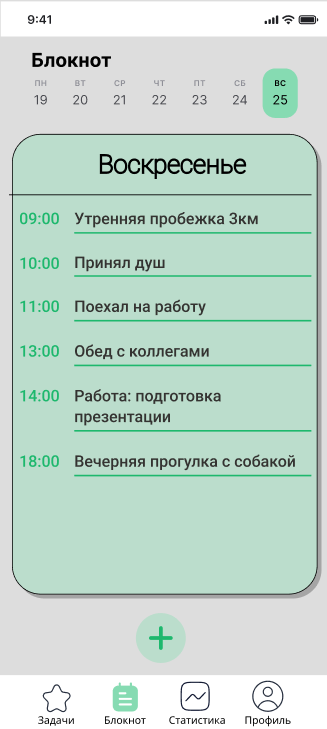 9:41
Блокнот
ПН ВТ СР ЧТ ПТ СБ ВС
19 20 21 22 23 24 25
Воскресенье
09:00 Утренняя пробежка 3км
10:00 Принял душ
11:00 Поехал на работу
13:00 Обед с коллегами
14:00 Работа: подготовка
презентации
18:00 Вечерняя прогулка с собакой
Задачи Блокнот Статистика Профиль